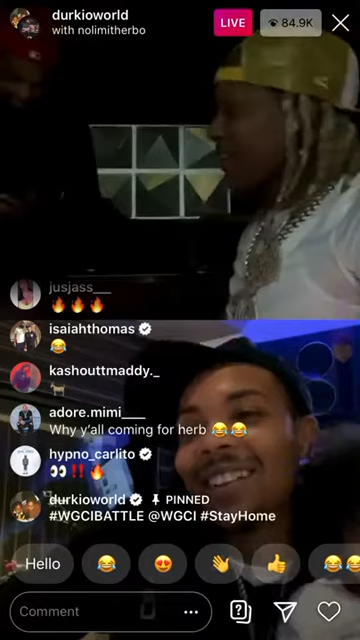 durkioworld
with nolimitherbo
LIVE
84.9K
jusjass___
🔥🔥🔥
isaiahthomas
😂
kashouttmaddy._
🐐
adore.mimi____
Why y'all coming for herb 😂😂
hypno_carlito
👀‼️🔥
durkioworld PINNED
#WGCIBATTLE @WGCI #StayHome
Hello 😂 😍 👋 👍 😂😂
Comment